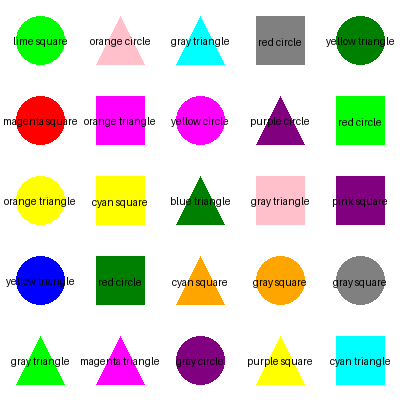 lime square orange circle gray triangle red circle yellow triangle
magenta square orange triangle yellow circle purple circle red circle
orange triangle cyan square blue triangle gray triangle pink square
yellow triangle red circle cyan square gray square gray square
gray triangle magenta triangle gray circle purple square cyan triangle